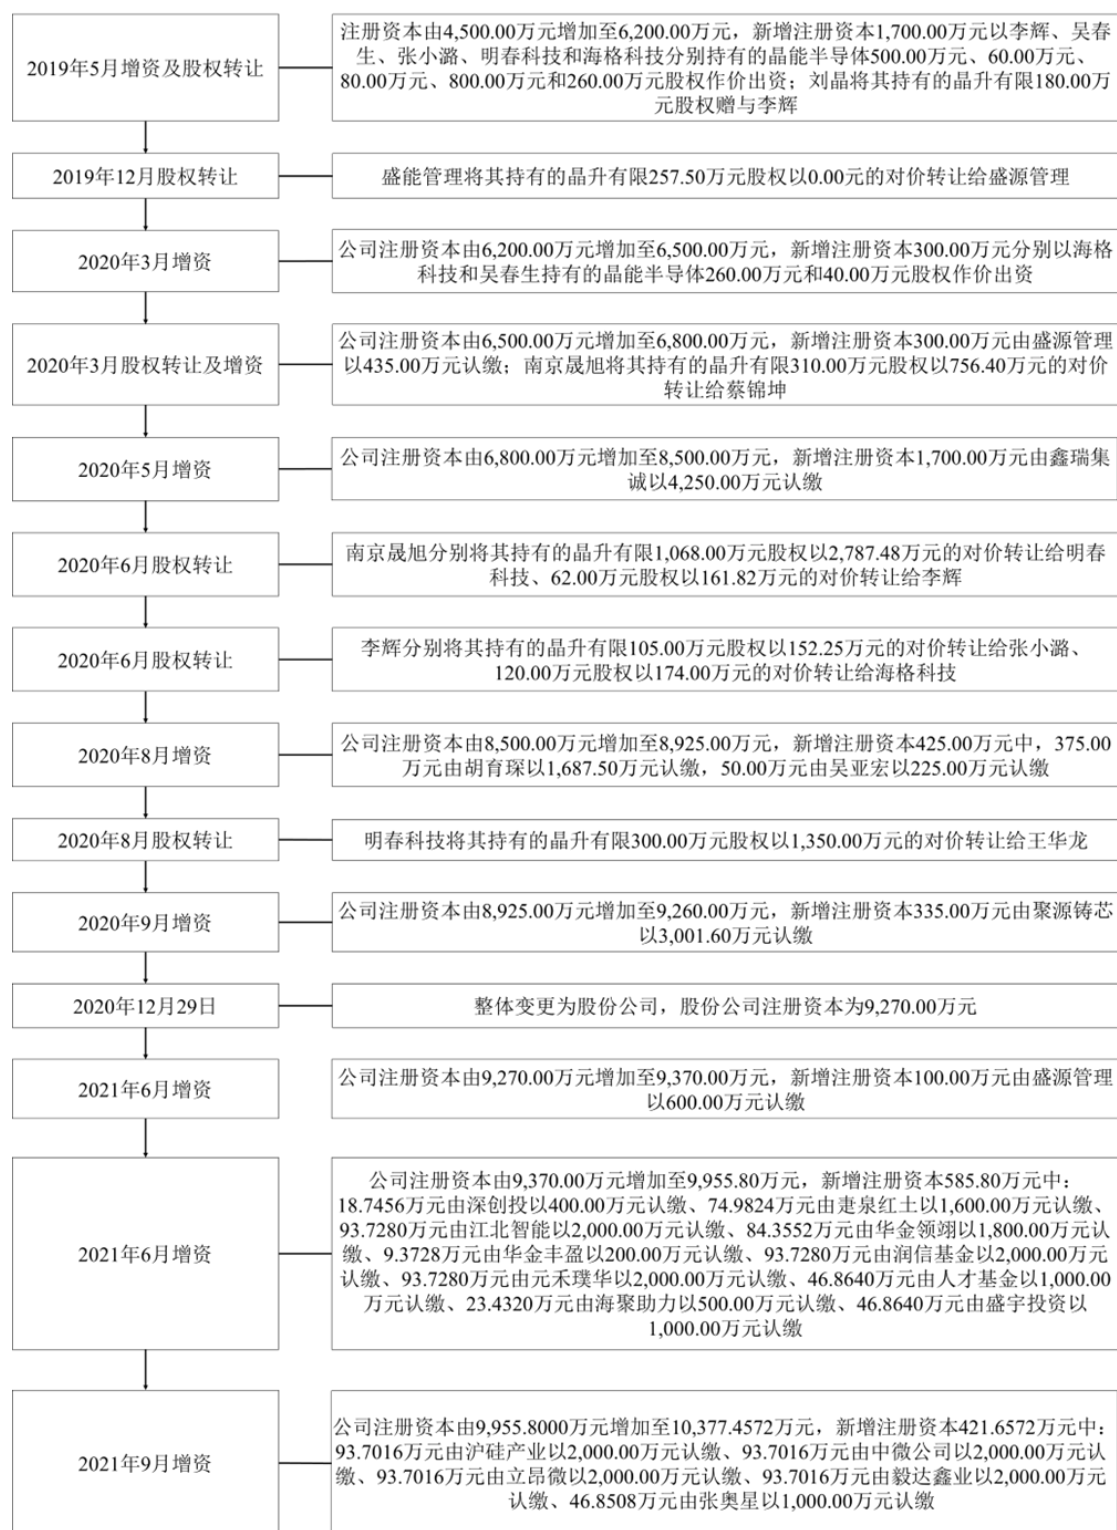 2019年5月增资及股权转让
注册资本由4,500.00万元增加至6,200.00万元，新增注册资本1,700.00万元以李辉、吴春
生、张小潞、明春科技和海格科技分别持有的晶能半导体500.00万元、60.00万元、
80.00万元、800.00万元和260.00万元股权作价出资；刘晶将其持有的晶升有限180.00万
元股权赠与李辉
2019年12月股权转让
盛能管理将其持有的晶升有限257.50万元股权以0.00元的对价转让给盛源管理
2020年3月增资
公司注册资本由6,200.00万元增加至6,500.00万元，新增注册资本300.00万元分别以海格
科技和吴春生持有的晶能半导体260.00万元和40.00万元股权作价出资
2020年3月股权转让及增资
公司注册资本由6,500.00万元增加至6,800.00万元，新增注册资本300.00万元由盛源管理
以435.00万元认缴；南京晟旭将其持有的晶升有限310.00万元股权以756.40万元的对价
转让给蔡锦坤
2020年5月增资
公司注册资本由6,800.00万元增加至8,500.00万元，新增注册资本1,700.00万元由鑫瑞集
诚以4,250.00万元认缴
2020年6月股权转让
南京晟旭分别将其持有的晶升有限1,068.00万元股权以2,787.48万元的对价转让给明春
科技、62.00万元股权以161.82万元的对价转让给李辉
2020年6月股权转让
李辉分别将其持有的晶升有限105.00万元股权以152.25万元的对价转让给张小潞、
120.00万元股权以174.00万元的对价转让给海格科技
2020年8月增资
公司注册资本由8,500.00万元增加至8,925.00万元，新增注册资本425.00万元中，375.00
万元由胡育琛以1,687.50万元认缴，50.00万元由吴亚宏以225.00万元认缴
2020年8月股权转让
明春科技将其持有的晶升有限300.00万元股权以1,350.00万元的对价转让给王华龙
2020年9月增资
公司注册资本由8,925.00万元增加至9,260.00万元，新增注册资本335.00万元由聚源铸芯
以3,001.60万元认缴
2020年12月29日
整体变更为股份公司，股份公司注册资本为9,270.00万元
2021年6月增资
公司注册资本由9,270.00万元增加至9,370.00万元，新增注册资本100.00万元由盛源管理
以600.00万元认缴
2021年6月增资
公司注册资本由9,370.00万元增加至9,955.80万元，新增注册资本585.80万元中：
18.7456万元由深创投以400.00万元认缴、74.9824万元由疌泉红土以1,600.00万元认缴、
93.7280万元由江北智能以2,000.00万元认缴、84.3552万元由华金领翊以1,800.00万元认
缴、9.3728万元由华金丰盈以200.00万元认缴、93.7280万元由润信基金以2,000.00万元
认缴、93.7280万元由元禾璞华以2,000.00万元认缴、46.8640万元由人才基金以1,000.00
万元认缴、23.4320万元由海聚助力以500.00万元认缴、46.8640万元由盛宇投资以
1,000.00万元认缴
2021年9月增资
公司注册资本由9,955.8000万元增加至10,377.4572万元，新增注册资本421.6572万元中：
93.7016万元由沪硅产业以2,000.00万元认缴、93.7016万元由中微公司以2,000.00万元认
缴、93.7016万元由立昂微以2,000.00万元认缴、93.7016万元由毅达鑫业以2,000.00万元
认缴、46.8508万元由张奥星以1,000.00万元认缴